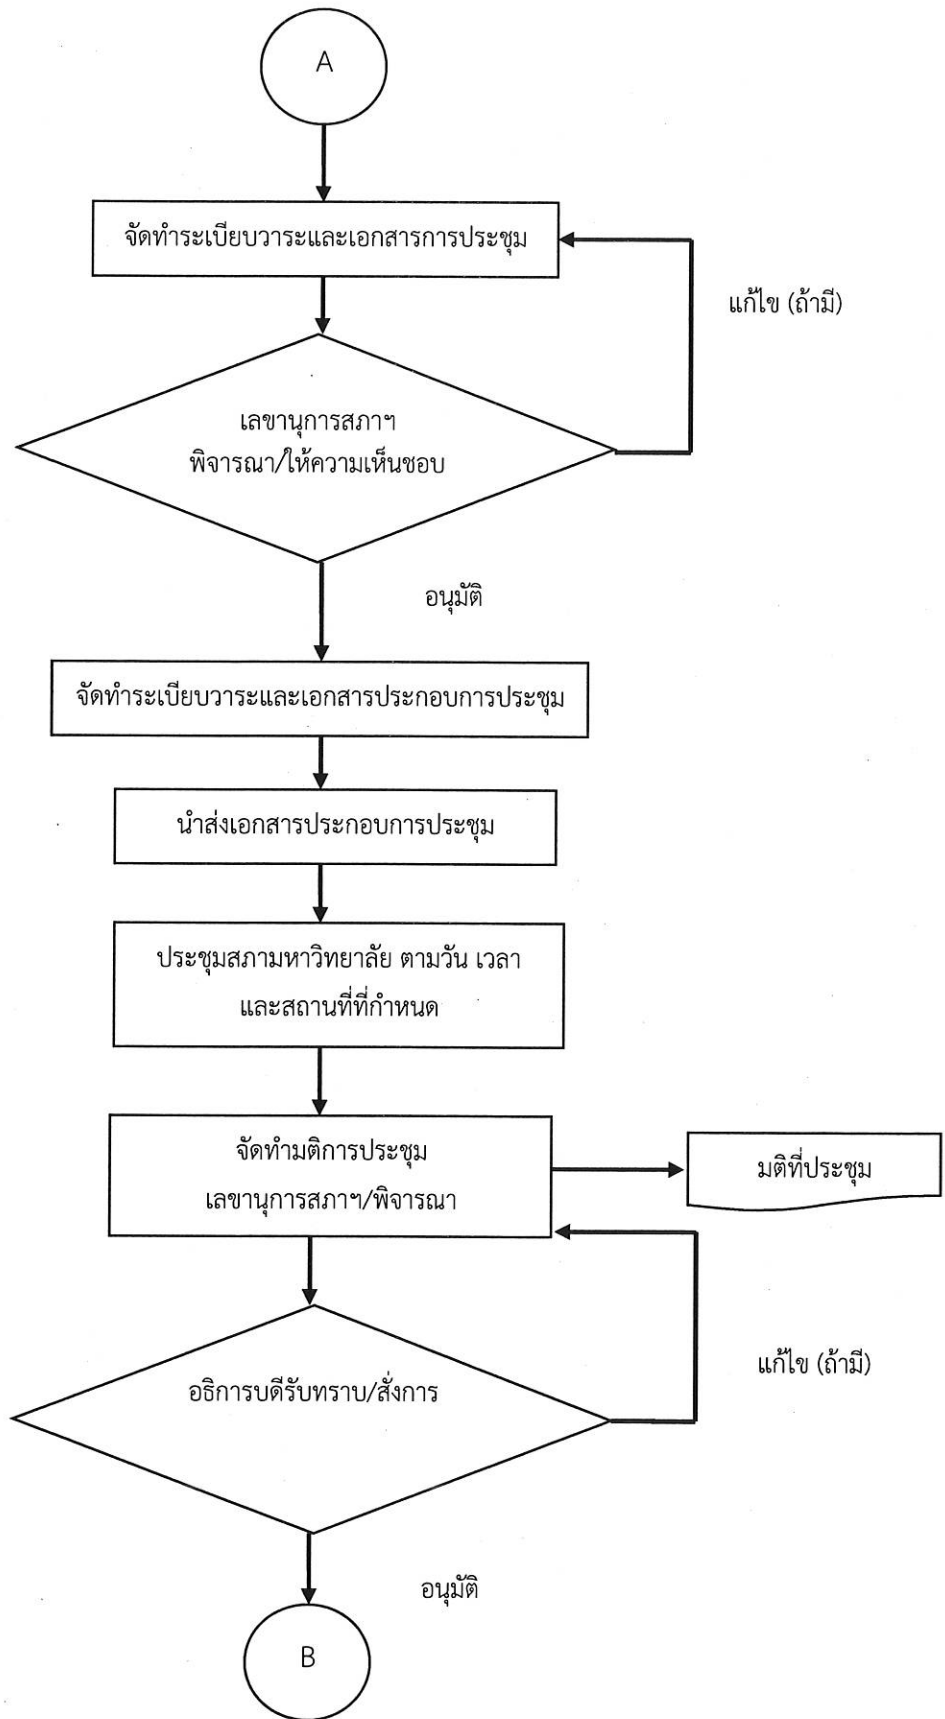 A
จัดทำระเบียบวาระและเอกสารการประชุม
แก้ไข (ถ้ามี)
เลขานุการสภาฯ
พิจารณา/ให้ความเห็นชอบ
อนุมัติ
จัดทำระเบียบวาระและเอกสารประกอบการประชุม
นำส่งเอกสารประกอบการประชุม
ประชุมสภามหาวิทยาลัย ตามวัน เวลา
และสถานที่ที่กำหนด
จัดทำมติการประชุม
เลขานุการสภาฯ/พิจารณา
มติที่ประชุม
แก้ไข (ถ้ามี)
อธิการบดีรับทราบ/สั่งการ
อนุมัติ
B